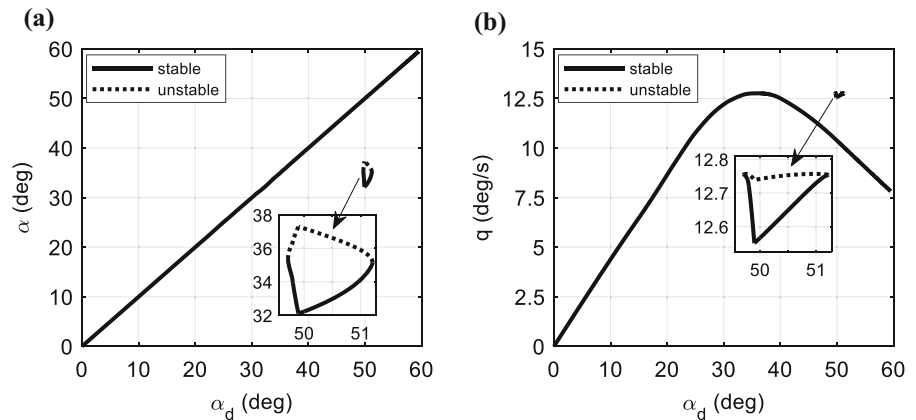 (a)
60
50
40
30
20
10
0
α (deg)
stable
unstable
38
36
34
32
50 51
0 10 20 30 40 50 60
α_d (deg)
(b)
15
12.5
10
7.5
5
2.5
0
q (deg/s)
stable
unstable
12.8
12.7
12.6
50 51
0 10 20 30 40 50 60
α_d (deg)